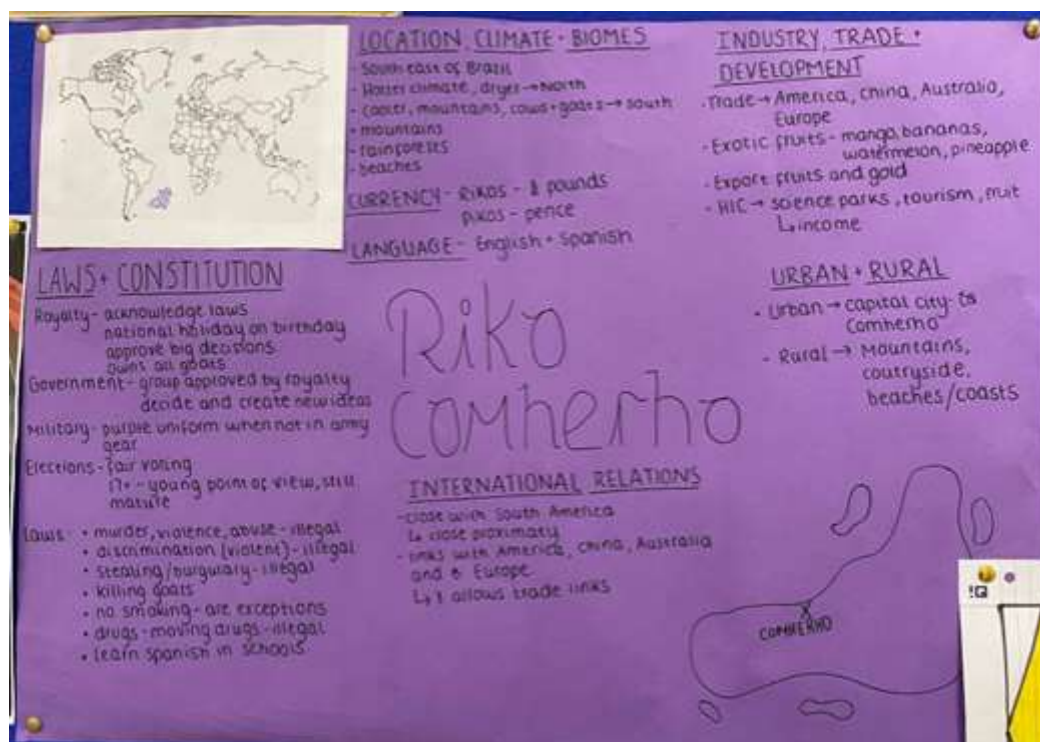 LOCATION, CLIMATE + BIOMES
- South east of Brazil
- Hotter climate, dryer → North
- cooler, mountains, cows + goats → south
- mountains
- rainforests
- beaches
CURRENCY - Rikos - pounds
pikos - pence
LANGUAGE - English + Spanish
INDUSTRY, TRADE +
DEVELOPMENT
- Trade → America, China, Australia,
Europe
- Exotic fruits - mango, bananas,
watermelon, pineapple
- Export fruits and gold
- HIC → science parks, tourism, fruit
↳ income
LAWS + CONSTITUTION
Royalty - acknowledge laws
national holiday on birthday
approve big decisions
owns all goats
Government - group approved by royalty
decide and create new ideas
Military - purple uniform when not in army
gear
Elections - fair voting
17+ - young point of view, still
mature
Laws - • murder, violence, abuse - illegal
• discrimination (violent) - illegal
• stealing/burgulary - illegal
• killing goats
• no smoking - are exceptions
• drugs - moving drugs - illegal
• learn spanish in schools
Riko
Comherho
INTERNATIONAL RELATIONS
- close with South America
↳ close proximaty
- links with America, China, Australia
and Europe
↳ allows trade links
URBAN + RURAL
• Urban → capital city -
Comherho
• Rural → Mountains,
coutryside,
beaches/coasts
COMHERHO
!Q